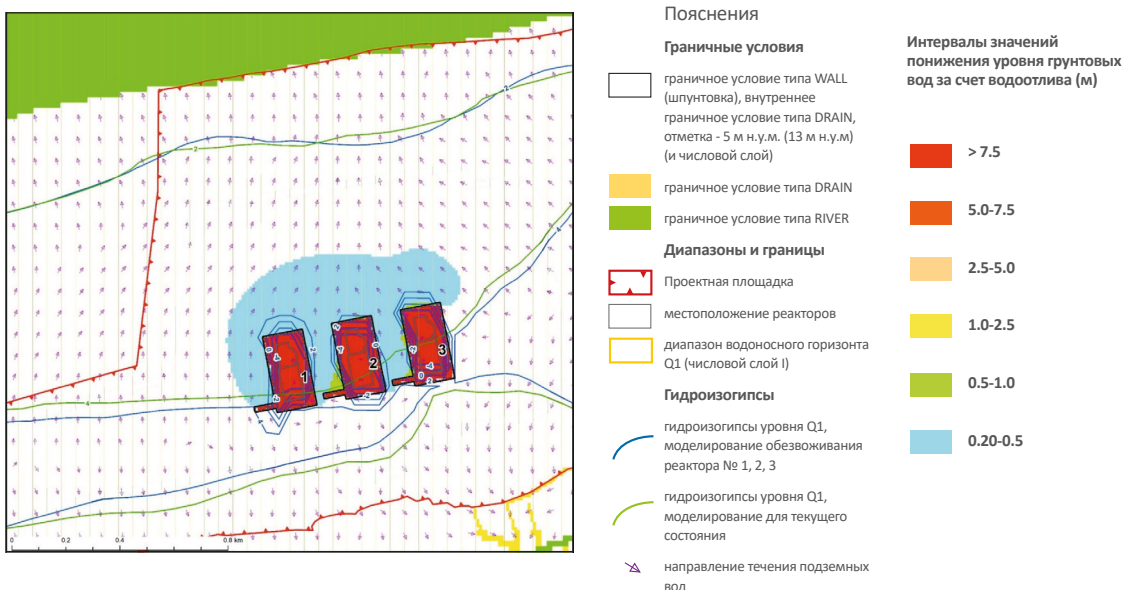 Пояснения
Граничные условия
граничное условие типа WALL
(шпунтовка), внутреннее
граничное условие типа DRAIN,
отметка - 5 м н.у.м. (13 м н.у.м)
(и числовой слой)
граничное условие типа DRAIN
граничное условие типа RIVER
Диапазоны и границы
Проектная площадка
местоположение реакторов
диапазон водоносного горизонта
Q1 (числовой слой I)
Гидроизогипсы
гидроизогипсы уровня Q1,
моделирование обезвоживания
реактора № 1, 2, 3
гидроизогипсы уровня Q1,
моделирование для текущего
состояния
направление течения подземных
вод
Интервалы значений
понижения уровня грунтовых
вод за счет водоотлива (м)
> 7.5
5.0-7.5
2.5-5.0
1.0-2.5
0.5-1.0
0.20-0.5
1
2
3
0
0.2
0.4
0.8 km